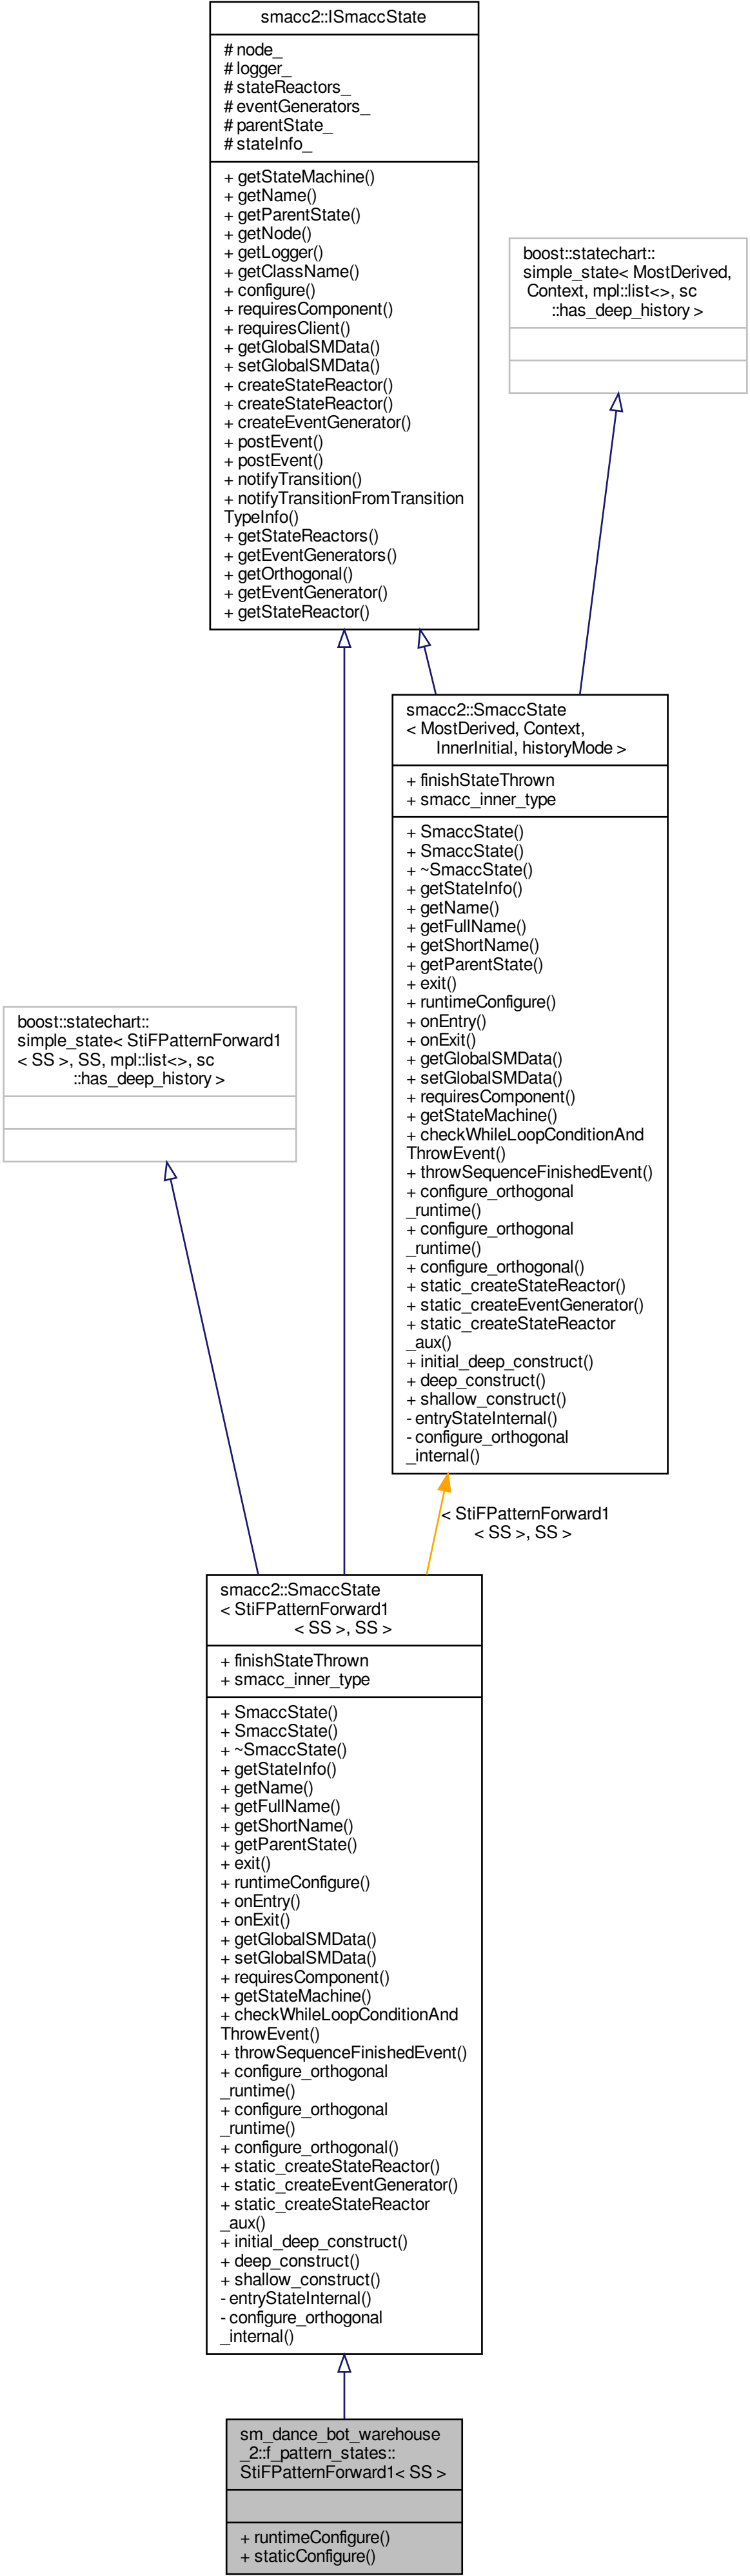 smacc2::ISmaccState
# node_
# logger_
# stateReactors_
# eventGenerators_
# parentState_
# stateInfo_
+ getStateMachine()
+ getName()
+ getParentState()
+ getNode()
+ getLogger()
+ getClassName()
+ configure()
+ requiresComponent()
+ requiresClient()
+ getGlobalSMData()
+ setGlobalSMData()
+ createStateReactor()
+ createStateReactor()
+ createEventGenerator()
+ postEvent()
+ postEvent()
+ notifyTransition()
+ notifyTransitionFromTransition
TypeInfo()
+ getStateReactors()
+ getEventGenerators()
+ getOrthogonal()
+ getEventGenerator()
+ getStateReactor()
boost::statechart::
simple_state< MostDerived,
Context, mpl::list<>, sc
::has_deep_history >
smacc2::SmaccState
< MostDerived, Context,
InnerInitial, historyMode >
+ finishStateThrown
+ smacc_inner_type
+ SmaccState()
+ SmaccState()
+ ~SmaccState()
+ getStateInfo()
+ getName()
+ getFullName()
+ getShortName()
+ getParentState()
+ exit()
+ runtimeConfigure()
+ onEntry()
+ onExit()
+ getGlobalSMData()
+ setGlobalSMData()
+ requiresComponent()
+ getStateMachine()
+ checkWhileLoopConditionAnd
ThrowEvent()
+ throwSequenceFinishedEvent()
+ configure_orthogonal
_runtime()
+ configure_orthogonal
_runtime()
+ configure_orthogonal()
+ static_createStateReactor()
+ static_createEventGenerator()
+ static_createStateReactor
_aux()
+ initial_deep_construct()
+ deep_construct()
+ shallow_construct()
- entryStateInternal()
- configure_orthogonal
_internal()
boost::statechart::
simple_state< StiFPatternForward1
< SS >, SS, mpl::list<>, sc
::has_deep_history >
< StiFPatternForward1
< SS >, SS >
smacc2::SmaccState
< StiFPatternForward1
< SS >, SS >
+ finishStateThrown
+ smacc_inner_type
+ SmaccState()
+ SmaccState()
+ ~SmaccState()
+ getStateInfo()
+ getName()
+ getFullName()
+ getShortName()
+ getParentState()
+ exit()
+ runtimeConfigure()
+ onEntry()
+ onExit()
+ getGlobalSMData()
+ setGlobalSMData()
+ requiresComponent()
+ getStateMachine()
+ checkWhileLoopConditionAnd
ThrowEvent()
+ throwSequenceFinishedEvent()
+ configure_orthogonal
_runtime()
+ configure_orthogonal
_runtime()
+ configure_orthogonal()
+ static_createStateReactor()
+ static_createEventGenerator()
+ static_createStateReactor
_aux()
+ initial_deep_construct()
+ deep_construct()
+ shallow_construct()
- entryStateInternal()
- configure_orthogonal
_internal()
sm_dance_bot_warehouse
_2::f_pattern_states::
StiFPatternForward1< SS >
+ runtimeConfigure()
+ staticConfigure()